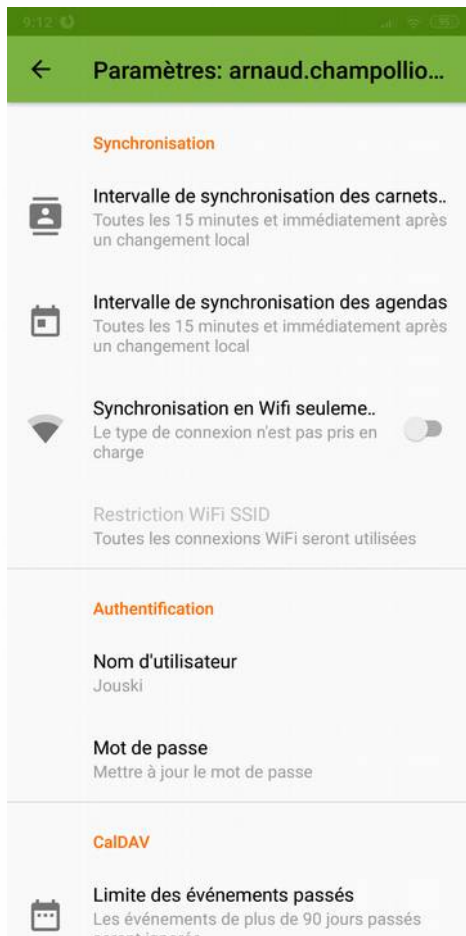 9:12
95
Paramètres: arnaud.champollio...
Synchronisation
Intervalle de synchronisation des carnets..
Toutes les 15 minutes et immédiatement après
un changement local
Intervalle de synchronisation des agendas
Toutes les 15 minutes et immédiatement après
un changement local
Synchronisation en Wifi seuleme..
Le type de connexion n'est pas pris en
charge
Restriction WiFi SSID
Toutes les connexions WiFi seront utilisées
Authentification
Nom d'utilisateur
Jouski
Mot de passe
Mettre à jour le mot de passe
CalDAV
Limite des événements passés
Les événements de plus de 90 jours passés
seront ignorés